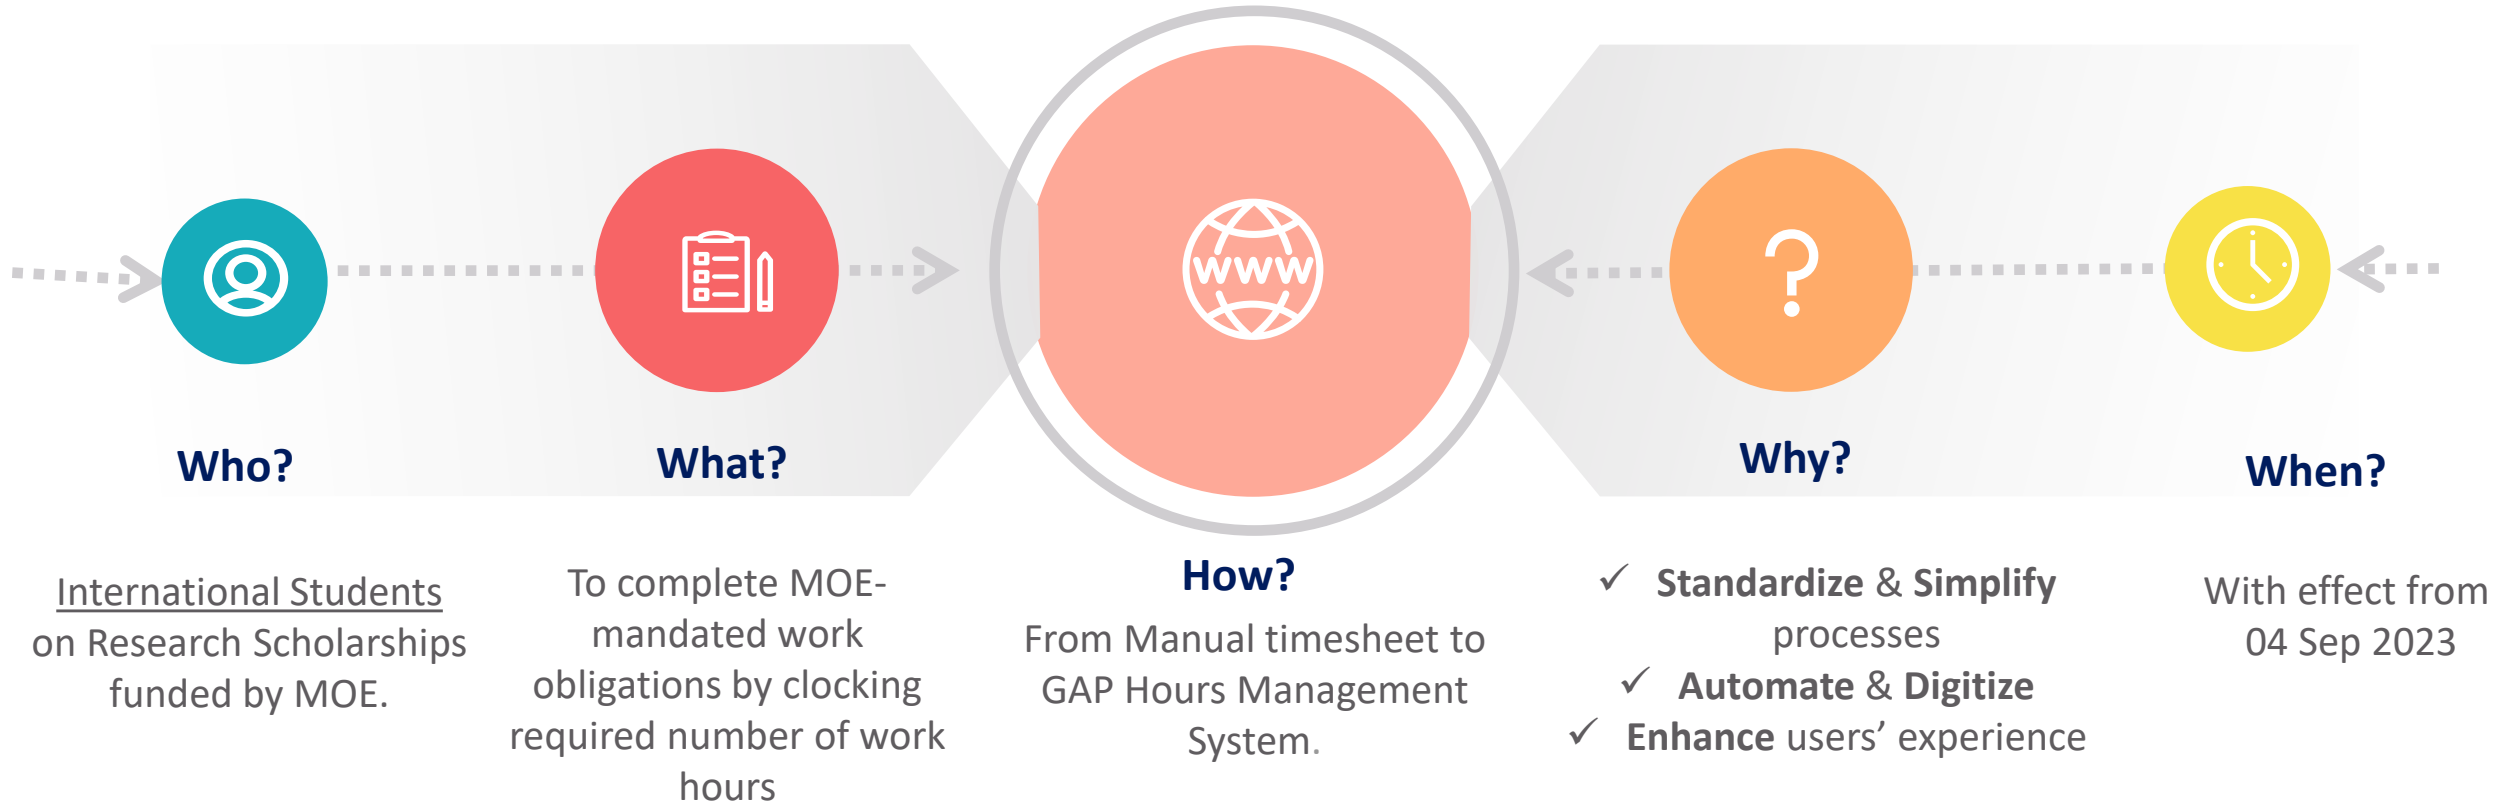 WWW
Who?
International Students
on Research Scholarships
funded by MOE.
What?
To complete MOE-
mandated work
obligations by clocking
required number of work
hours
How?
From Manual timesheet to
GAP Hours Management
System.
Why?
✓ Standardize & Simplify
processes
✓ Automate & Digitize
✓ Enhance users’ experience
When?
With effect from
04 Sep 2023